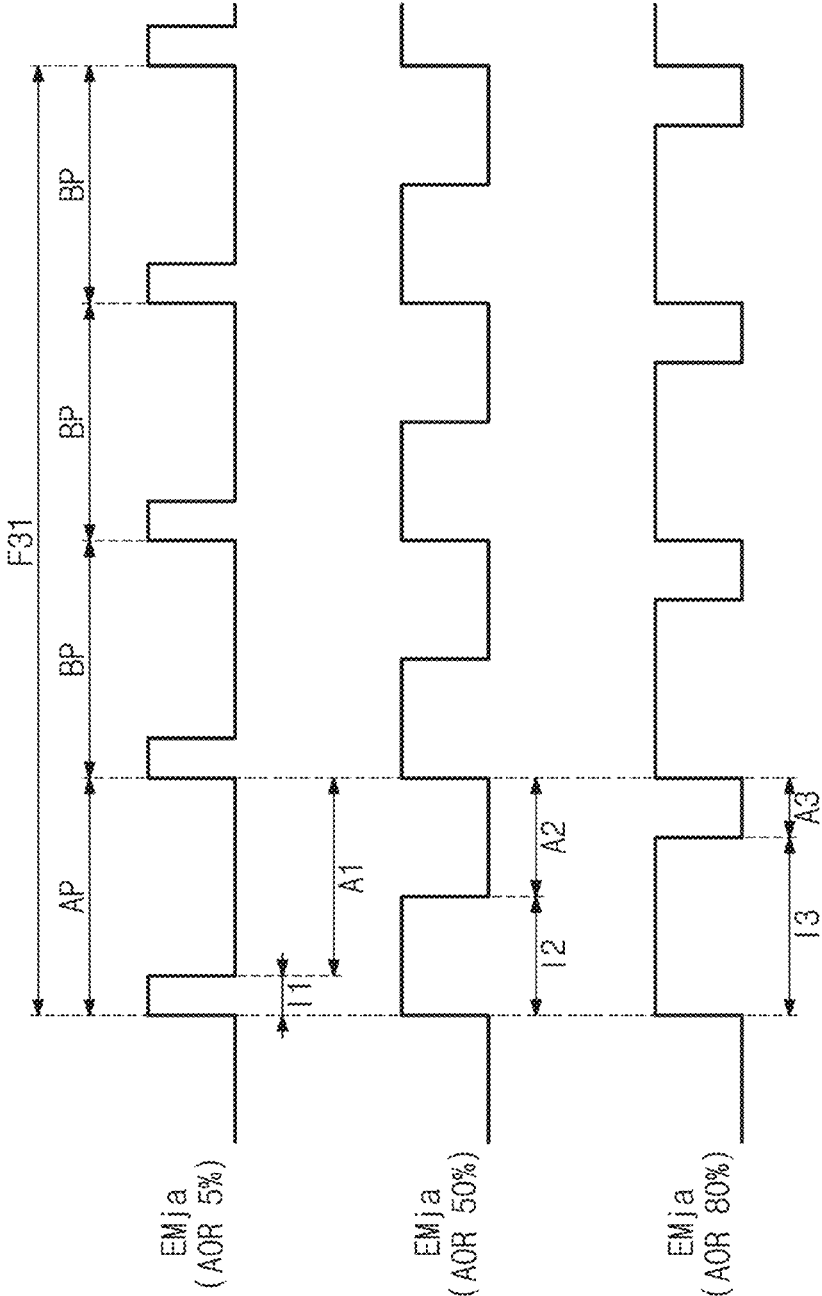 F31
AP
BP
BP
BP
EMja
(AOR 5%)
I1
A1
EMja
(AOR 50%)
I2
A2
EMja
(AOR 80%)
I3
A3